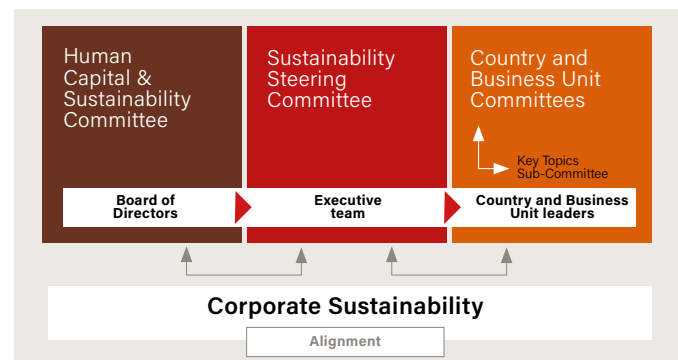 Human
Capital &
Sustainability
Committee
Sustainability
Steering
Committee
Country and
Business Unit
Committees
Key Topics
Sub-Committee
Board of
Directors
Executive
team
Country and Business
Unit leaders
Corporate Sustainability
Alignment